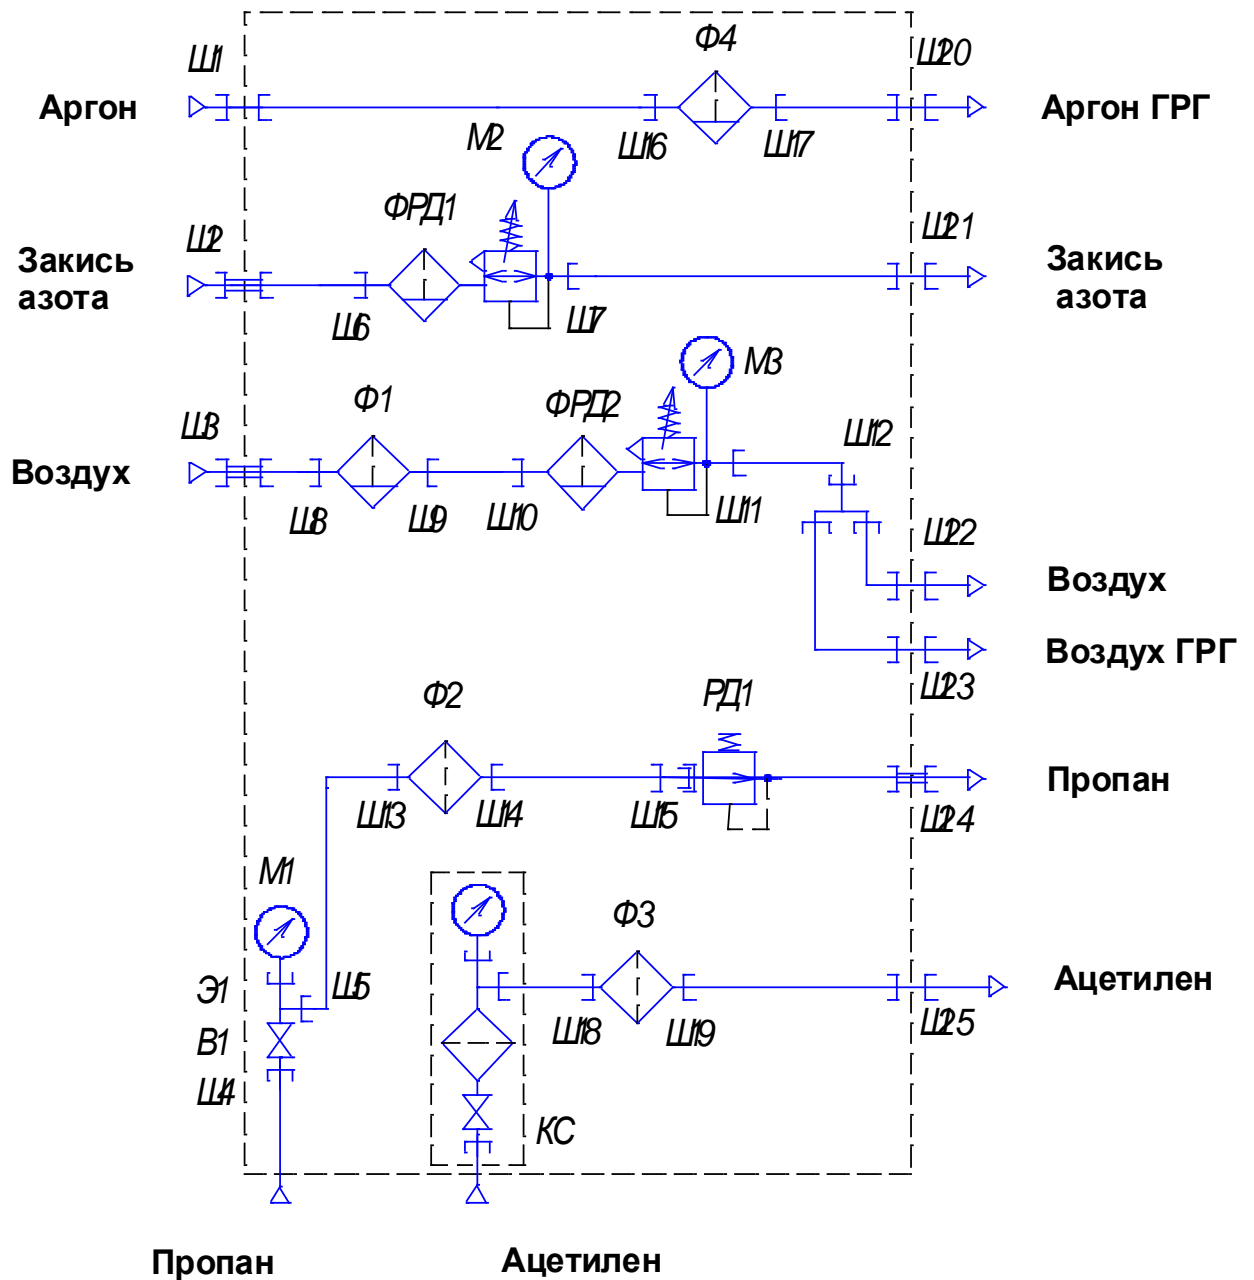 Ф4
Ш1
Ш20
Аргон
Аргон ГРГ
М2
Ш16
Ш17
ФРД1
Ш2
Ш21
Закись
азота
Закись
азота
Ш6
Ш7
М3
Ф1
ФРД2
Ш3
Ш12
Воздух
Ш8
Ш9
Ш10
Ш11
Ш22
Воздух
Воздух ГРГ
Ш23
Ф2
РД1
Пропан
Ш13
Ш14
Ш15
Ш24
М1
Ф3
Э1
Ш5
Ацетилен
В1
Ш18
Ш19
Ш25
Ш4
КС
Пропан
Ацетилен